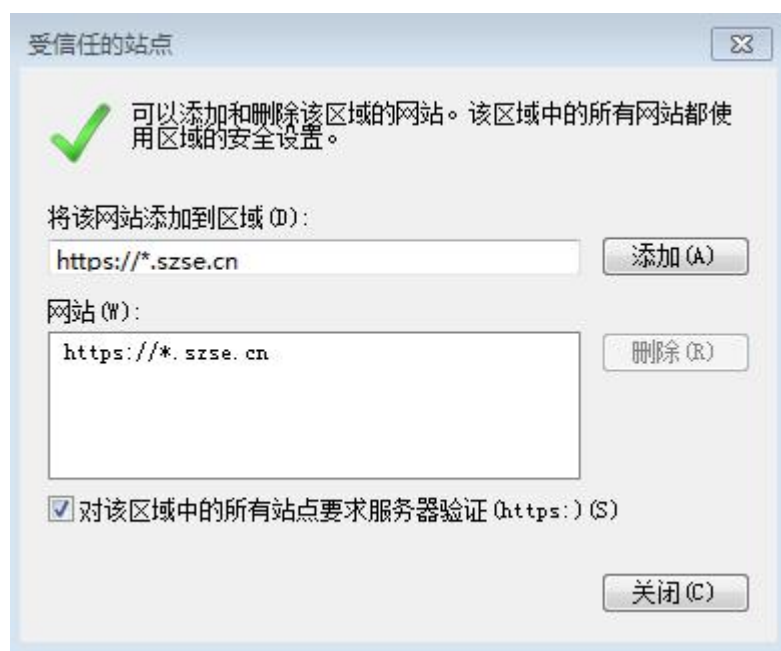 受信任的站点
可以添加和删除该区域的网站。该区域中的所有网站都使
用区域的安全设置。
将该网站添加到区域(D):
https://*.szse.cn
添加(A)
网站(W):
https://*.szse.cn
删除(R)
对该区域中的所有站点要求服务器验证(https:)(S)
关闭(C)